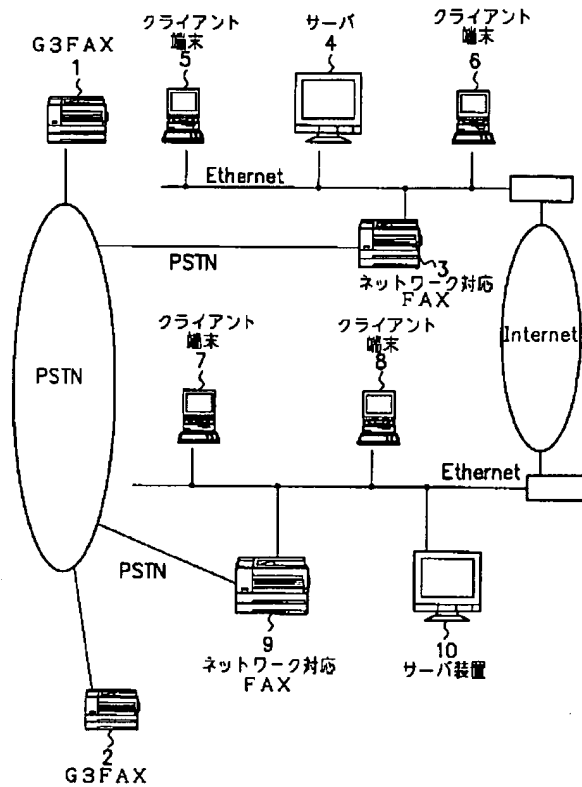 G3FAX
1
クライアント
端末
5
サーバ
4
クライアント
端末
6
Ethernet
PSTN
3
ネットワーク対応
FAX
クライアント
端末
7
クライアント
端末
8
Internet
PSTN
Ethernet
PSTN
9
ネットワーク対応
FAX
10
サーバ装置
2
G3FAX